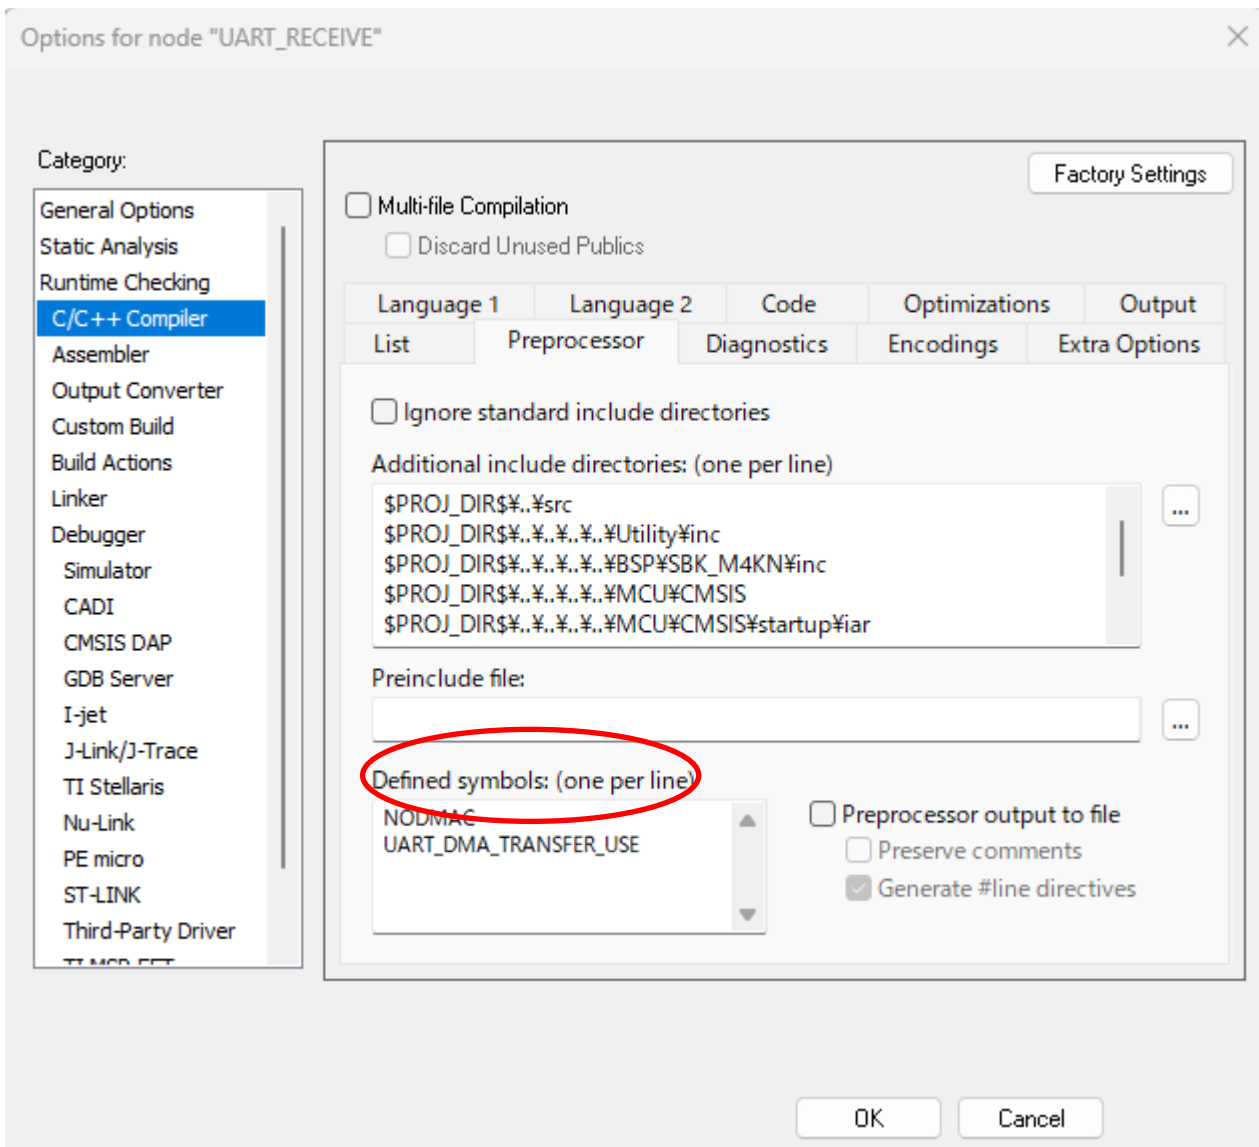 Options for node "UART_RECEIVE"
Category:
General Options
Static Analysis
Runtime Checking
C/C++ Compiler
Assembler
Output Converter
Custom Build
Build Actions
Linker
Debugger
Simulator
CADI
CMSIS DAP
GDB Server
I-jet
J-Link/J-Trace
TI Stellaris
Nu-Link
PE micro
ST-LINK
Third-Party Driver
Factory Settings
Multi-file Compilation
Discard Unused Publics
Language 1 Language 2 Code Optimizations Output
List Preprocessor Diagnostics Encodings Extra Options
Ignore standard include directories
Additional include directories: (one per line)
$PROJ_DIR$¥..¥src
$PROJ_DIR$¥..¥..¥..¥..¥Utility¥inc
$PROJ_DIR$¥..¥..¥..¥..¥BSP¥SBK_M4KN¥inc
$PROJ_DIR$¥..¥..¥..¥..¥MCU¥CMSIS
$PROJ_DIR$¥..¥..¥..¥..¥MCU¥CMSIS¥startup¥iar
...
Preinclude file:
...
Defined symbols: (one per line)
NODMAC
UART_DMA_TRANSFER_USE
Preprocessor output to file
Preserve comments
Generate #line directives
OK Cancel